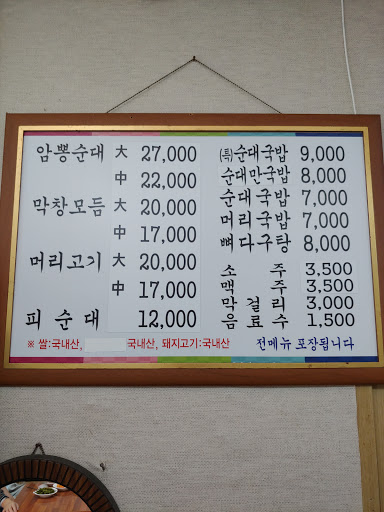 암뽕순대 大 27,000
中 22,000
막창모듬 大 20,000
中 17,000
머리고기 大 20,000
中 17,000
피순대 12,000
(특)순대국밥 9,000
순대만국밥 8,000
순대국밥 7,000
머리국밥 7,000
뼈다구탕 8,000
소주 3,500
맥주 3,500
막걸리 3,000
음료수 1,500
※ 쌀:국내산, 국내산, 돼지고기:국내산
전메뉴 포장됩니다